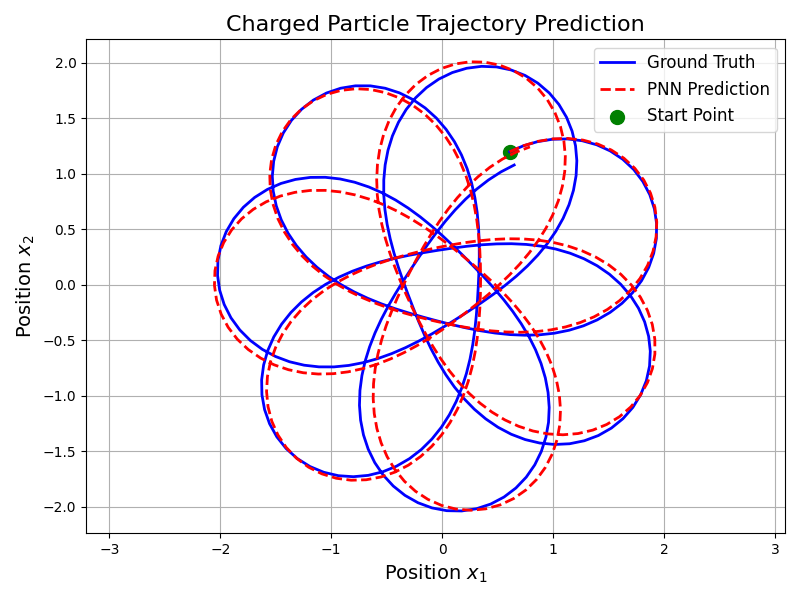 Charged Particle Trajectory Prediction
Ground Truth
PNN Prediction
Start Point
Position x₂
2.0
1.5
1.0
0.5
0.0
−0.5
−1.0
−1.5
−2.0
−3 −2 −1 0 1 2 3
Position x₁